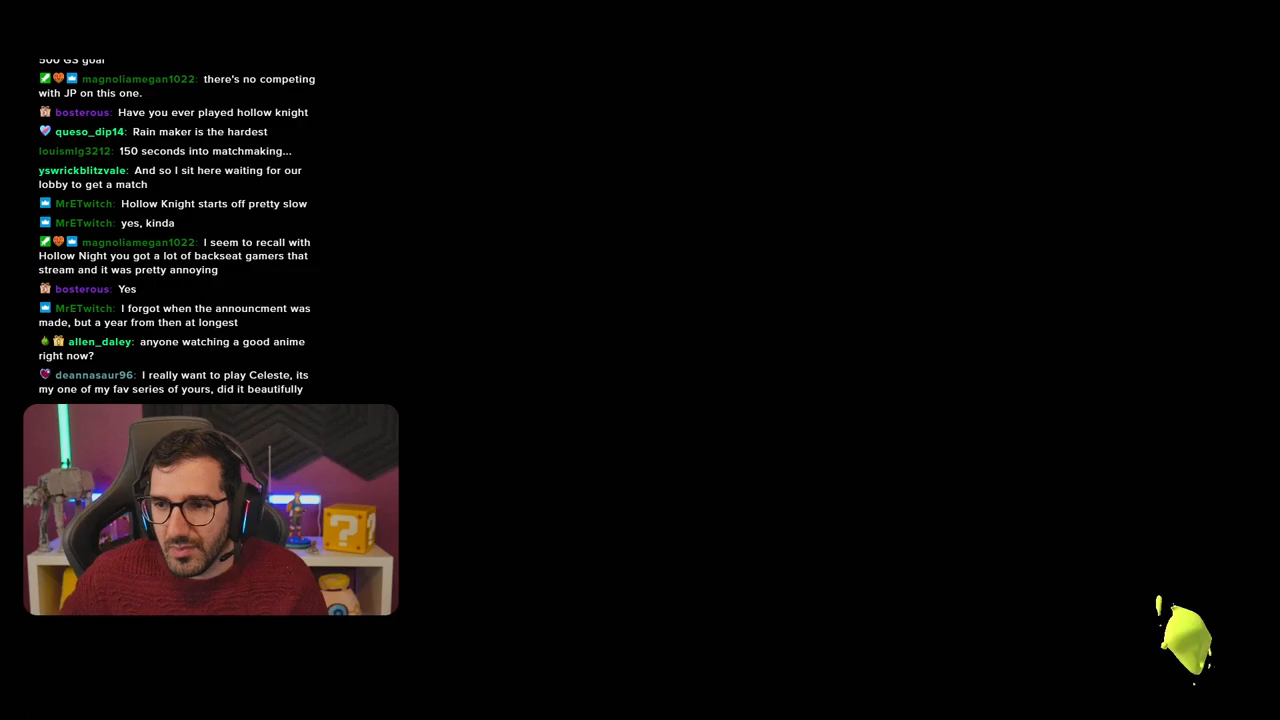 500 GS goal
magnoliamegan1022: there's no competing
with JP on this one.
bosterous: Have you ever played hollow knight
queso_dip14: Rain maker is the hardest
louismlg3212: 150 seconds into matchmaking...
yswrickblitzvale: And so I sit here waiting for our
lobby to get a match
MrETwitch: Hollow Knight starts off pretty slow
MrETwitch: yes, kinda
magnoliamegan1022: I seem to recall with
Hollow Night you got a lot of backseat gamers that
stream and it was pretty annoying
bosterous: Yes
MrETwitch: I forgot when the announcment was
made, but a year from then at longest
allen_daley: anyone watching a good anime
right now?
deannasaur96: I really want to play Celeste, its
my one of my fav series of yours, did it beautifully
?